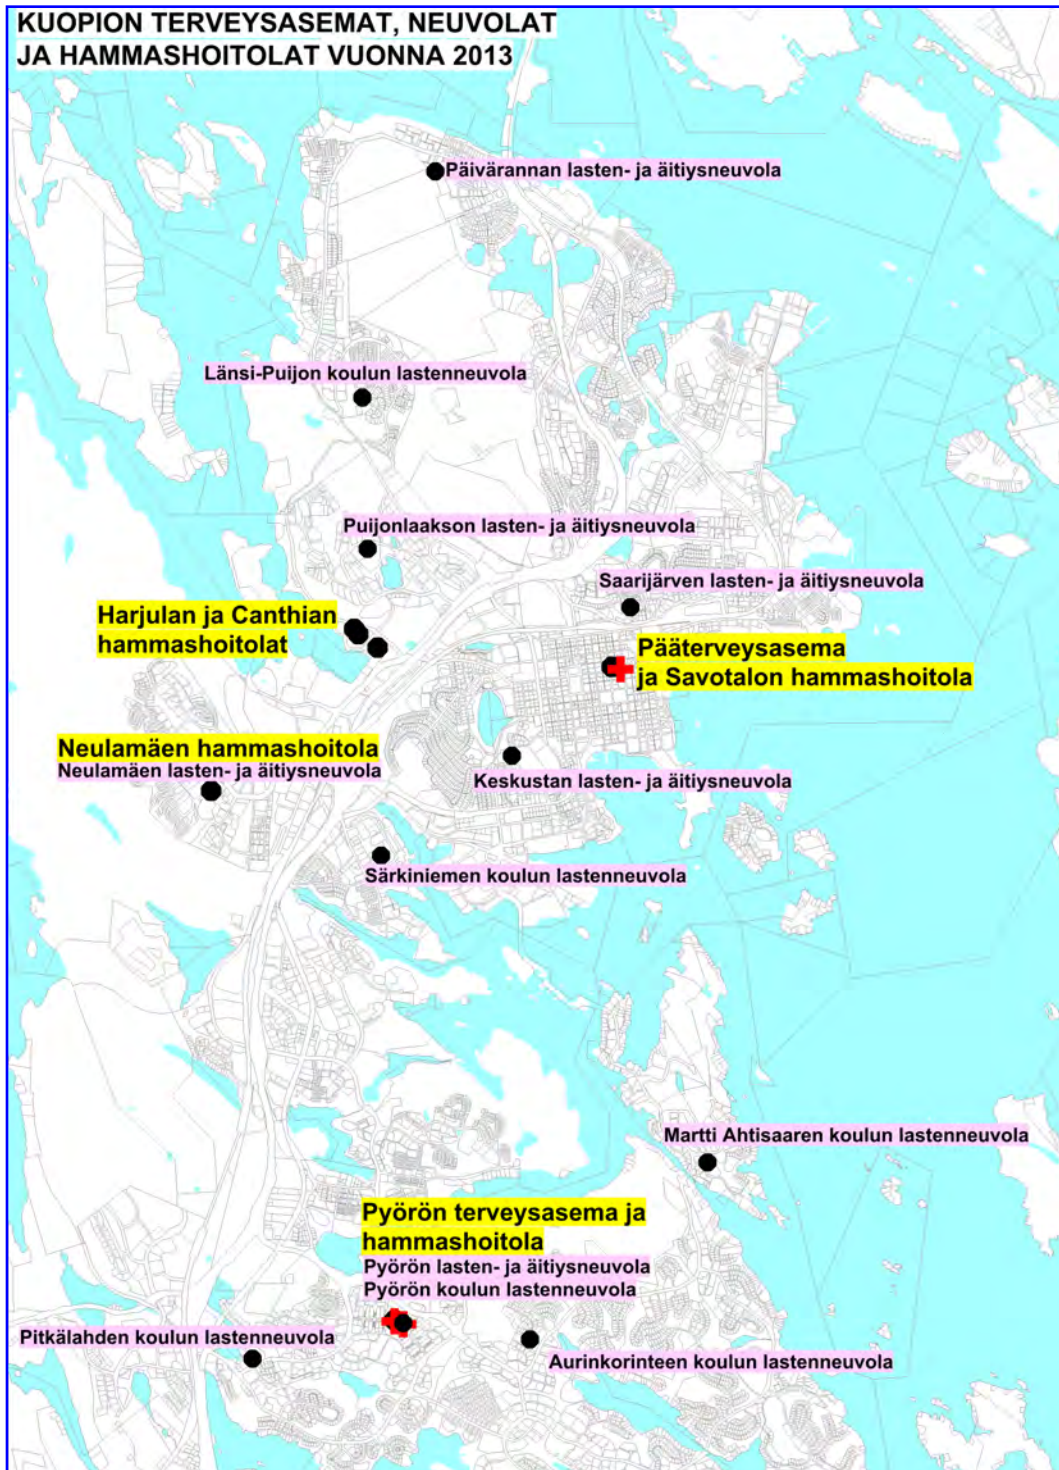 KUOPION TERVEYSASEMAT, NEUVOLAT
JA HAMMASHOITOLAT VUONNA 2013
Päivärannan lasten- ja äitiysneuvola
Länsi-Puijon koulun lastenneuvola
Puijonlaakson lasten- ja äitiysneuvola
Saarijärven lasten- ja äitiysneuvola
Harjulan ja Canthian
hammashoitolat
Pääterveysasema
ja Savotalon hammashoitola
Neulamäen hammashoitola
Neulamäen lasten- ja äitiysneuvola
Keskustan lasten- ja äitiysneuvola
Särkiniemen koulun lastenneuvola
Martti Ahtisaaren koulun lastenneuvola
Pyörön terveysasema ja
hammashoitola
Pyörön lasten- ja äitiysneuvola
Pyörön koulun lastenneuvola
Pitkälahden koulun lastenneuvola
Aurinkorinteen koulun lastenneuvola